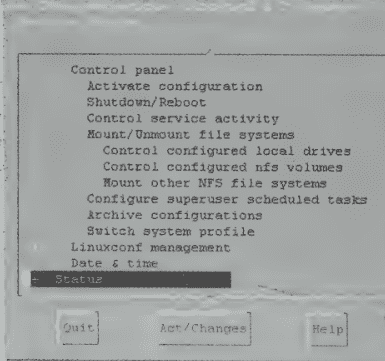 Control panel
Activate configuration
Shutdown/Reboot
Control service activity
Mount/Unmount file systems
Control configured local drives
Control configured nfs volumes
Mount other NFS file systems
Configure superuser scheduled tasks
Archive configurations
Switch system profile
Linuxconf management
Date & time
Status
Quit
Act/Changes
Help